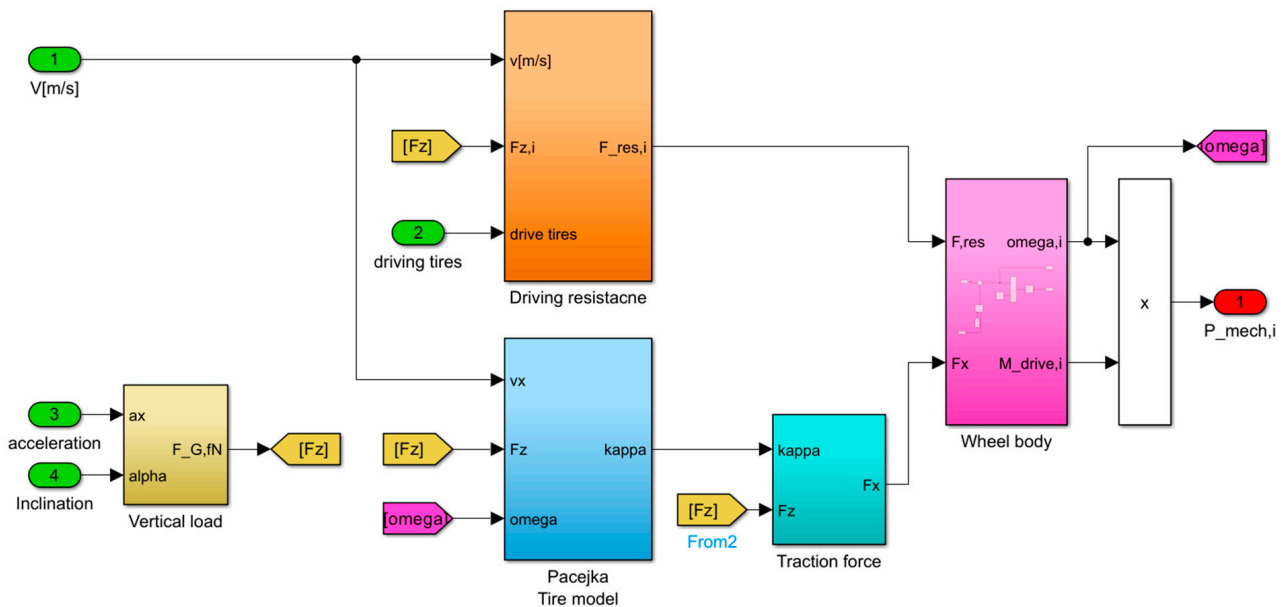 1
V[m/s]
v[m/s]
[Fz]
Fz,i
F_res,i
2
driving tires
drive tires
Driving resistacne
[omega]
F,res
omega,i
x
1
P_mech,i
Fx
M_drive,i
Wheel body
3
acceleration
ax
F_G,fN
[Fz]
4
Inclination
alpha
Vertical load
vx
[Fz]
Fz
kappa
[omega]
omega
Pacejka
Tire model
kappa
Fx
[Fz]
Fz
From2
Traction force